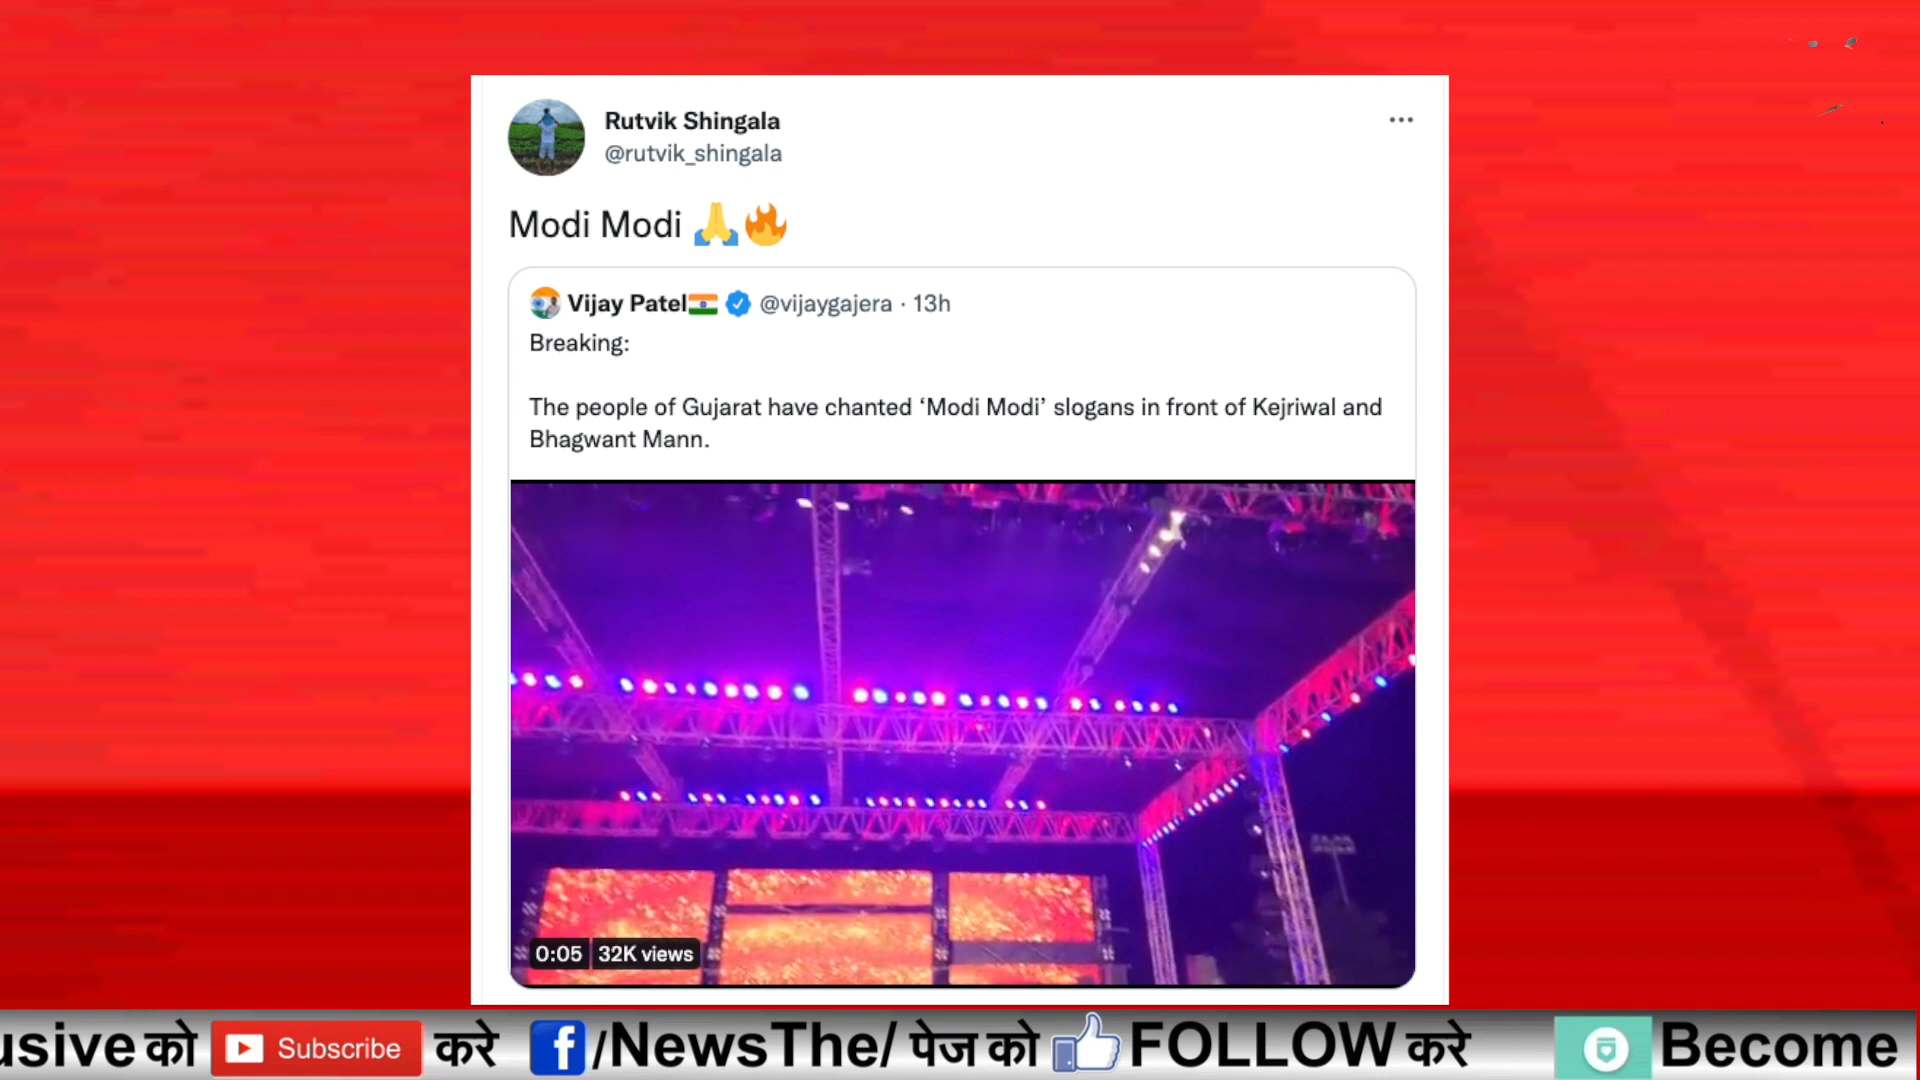 Rutvik Shingala
@rutvik_shingala
Modi Modi 🙏🔥
Vijay Patel🇮🇳 @vijaygajera · 13h
Breaking:
The people of Gujarat have chanted ‘Modi Modi’ slogans in front of Kejriwal and
Bhagwant Mann.
0:05 32K views
usive को Subscribe करे f /NewsThe/ पेज को FOLLOW करे Become